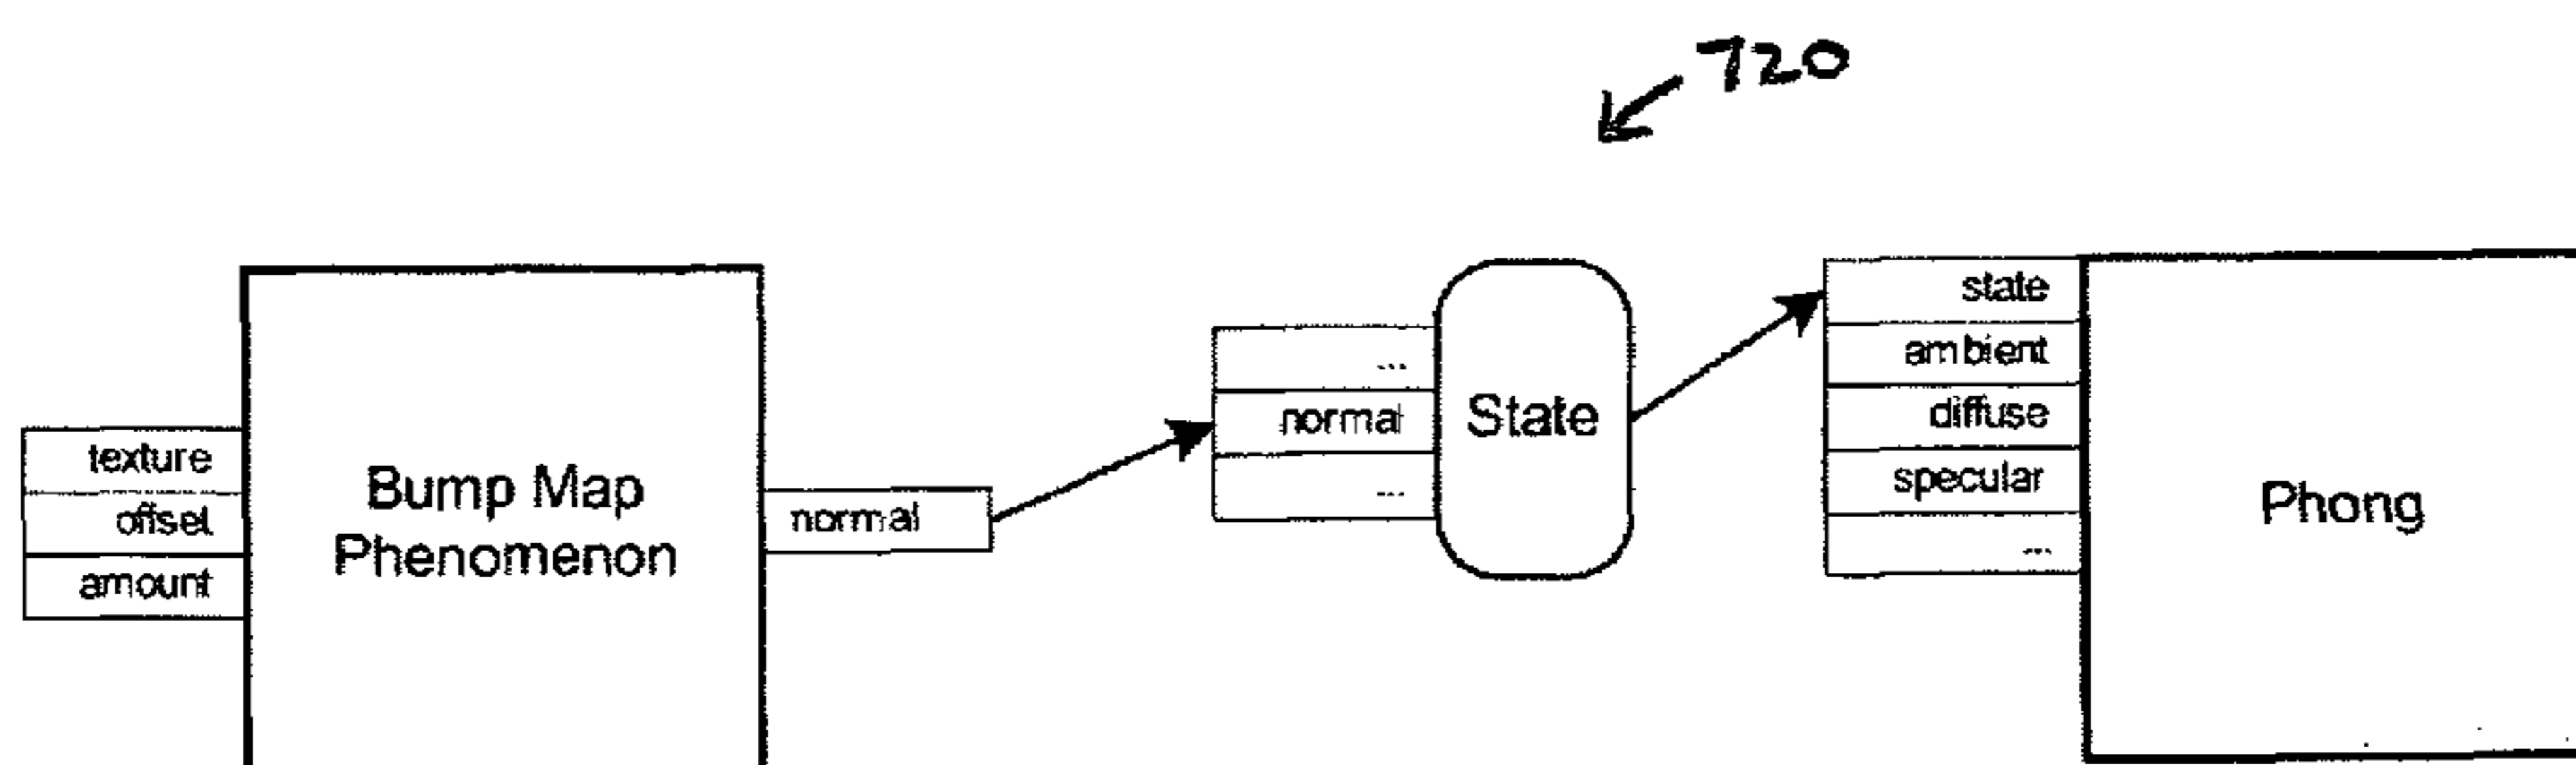 720
texture
offset
amount
Bump Map
Phenomenon
normal
...
normal
...
State
state
ambient
diffuse
specular
...
Phong